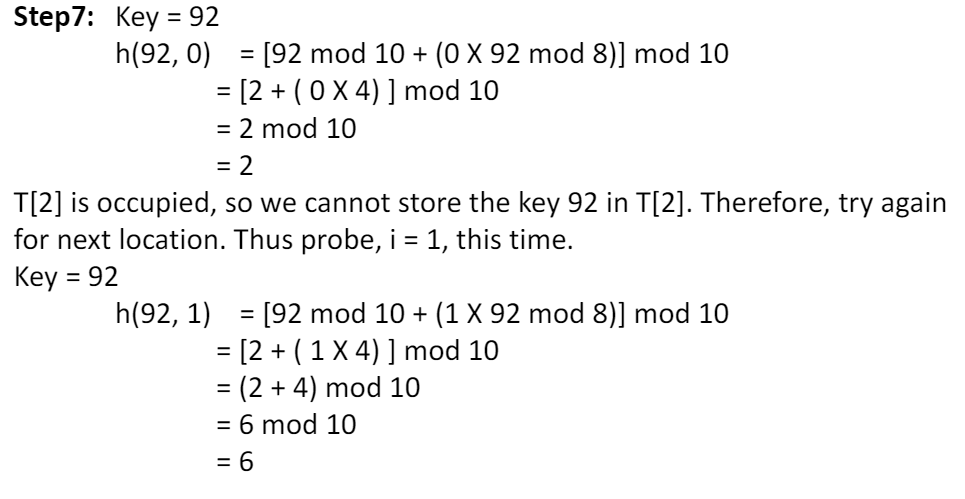 Step7: Key = 92
h(92, 0) = [92 mod 10 + (0 X 92 mod 8)] mod 10
= [2 + ( 0 X 4) ] mod 10
= 2 mod 10
= 2
T[2] is occupied, so we cannot store the key 92 in T[2]. Therefore, try again
for next location. Thus probe, i = 1, this time.
Key = 92
h(92, 1) = [92 mod 10 + (1 X 92 mod 8)] mod 10
= [2 + ( 1 X 4) ] mod 10
= (2 + 4) mod 10
= 6 mod 10
= 6